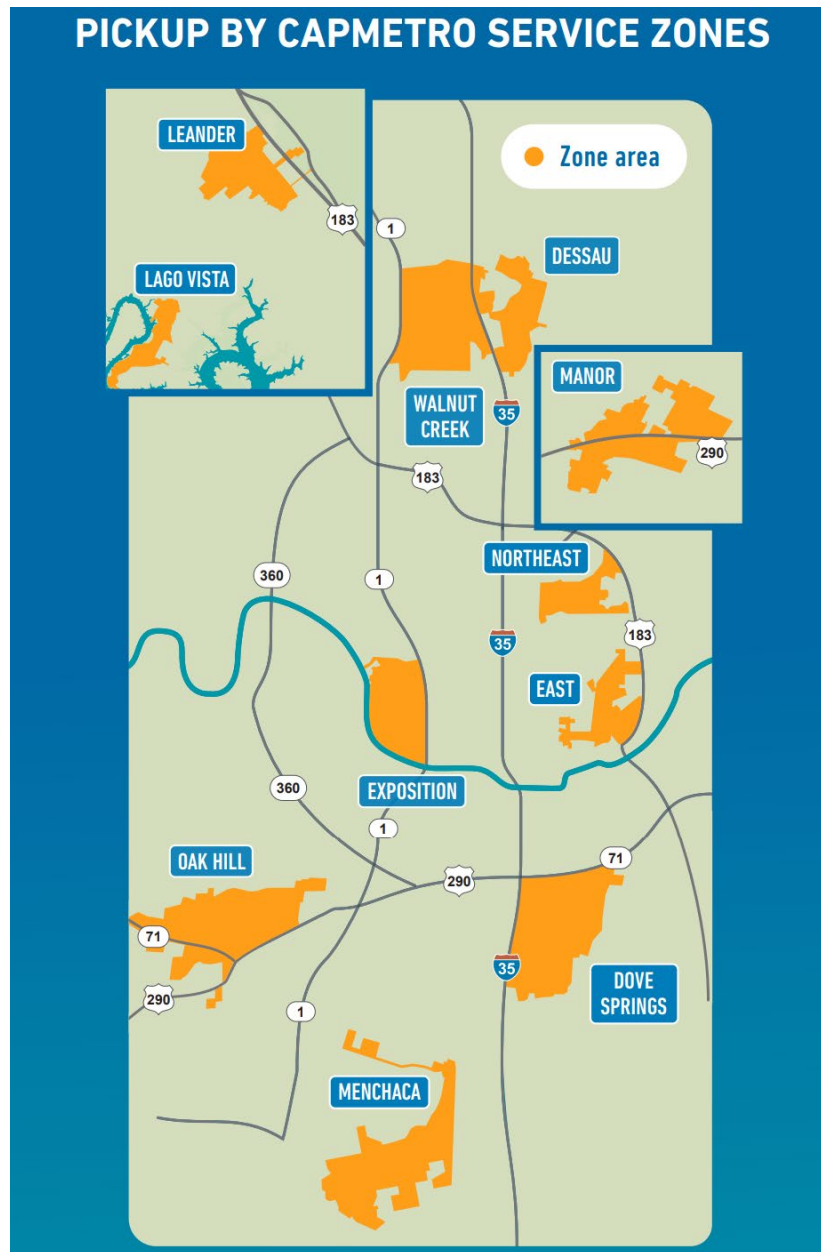 PICKUP BY CAPMETRO SERVICE ZONES
LEANDER
183
LAGO VISTA
Zone area
1
DESSAU
WALNUT
CREEK
35
MANOR
290
183
NORTHEAST
360
1
35
183
EAST
360
EXPOSITION
1
OAK HILL
71
290
71
35
DOVE
SPRINGS
290
1
MENCHACA